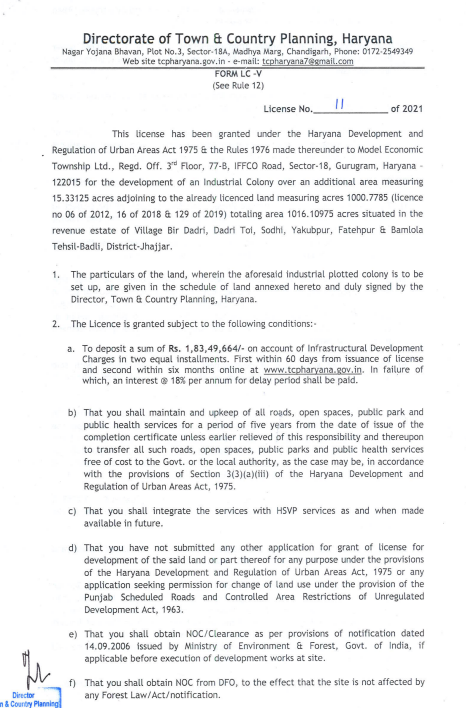 Directorate of Town & Country Planning, Haryana
Nagar Yojana Bhavan, Plot No.3, Sector-18A, Madhya Marg, Chandigarh, Phone: 0172-2549349
Web site tcpharyana.gov.in - e-mail: tcpharyana7@gmail.com
FORM LC -V
(See Rule 12)
License No. 11 of 2021
This license has been granted under the Haryana Development and
Regulation of Urban Areas Act 1975 & the Rules 1976 made thereunder to Model Economic
Township Ltd., Regd. Off. 3rd Floor, 77-B, IFFCO Road, Sector-18, Gurugram, Haryana -
122015 for the development of an Industrial Colony over an additional area measuring
15.33125 acres adjoining to the already licenced land measuring acres 1000.7785 (licence
no 06 of 2012, 16 of 2018 & 129 of 2019) totaling area 1016.10975 acres situated in the
revenue estate of Village Bir Dadri, Dadri Toi, Sodhi, Yakubpur, Fatehpur & Bamlola
Tehsil-Badli, District-Jhajjar.
1. The particulars of the land, wherein the aforesaid industrial plotted colony is to be
set up, are given in the schedule of land annexed hereto and duly signed by the
Director, Town & Country Planning, Haryana.
2. The Licence is granted subject to the following conditions:-
a. To deposit a sum of Rs. 1,83,49,664/- on account of Infrastructural Development
Charges in two equal installments. First within 60 days from issuance of license
and second within six months online at www.tcpharyana.gov.in. In failure of
which, an interest @ 18% per annum for delay period shall be paid.
b) That you shall maintain and upkeep of all roads, open spaces, public park and
public health services for a period of five years from the date of issue of the
completion certificate unless earlier relieved of this responsibility and thereupon
to transfer all such roads, open spaces, public parks and public health services
free of cost to the Govt. or the local authority, as the case may be, in accordance
with the provisions of Section 3(3)(a)(iii) of the Haryana Development and
Regulation of Urban Areas Act, 1975.
c) That you shall integrate the services with HSVP services as and when made
available in future.
d) That you have not submitted any other application for grant of license for
development of the said land or part thereof for any purpose under the provisions
of the Haryana Development and Regulation of Urban Areas Act, 1975 or any
application seeking permission for change of land use under the provision of the
Punjab Scheduled Roads and Controlled Area Restrictions of Unregulated
Development Act, 1963.
e) That you shall obtain NOC/Clearance as per provisions of notification dated
14.09.2006 issued by Ministry of Environment & Forest, Govt. of India, if
applicable before execution of development works at site.
f) That you shall obtain NOC from DFO, to the effect that the site is not affected by
any Forest Law/Act/notification.
Director
n & Country Planning